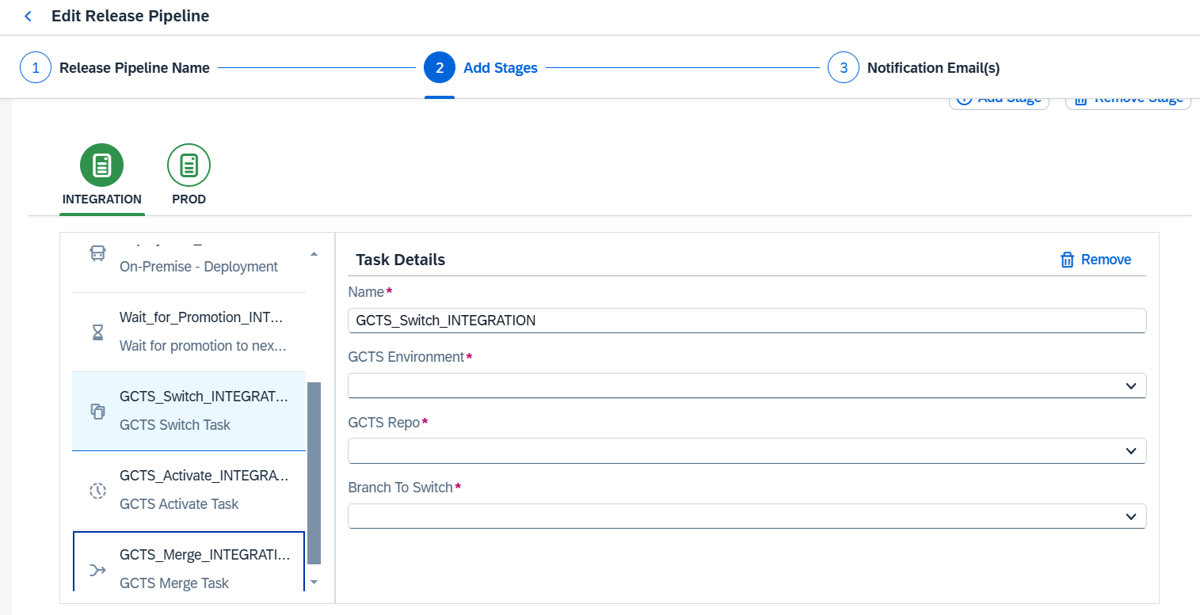 Edit Release Pipeline
1 Release Pipeline Name
2 Add Stages
3 Notification Email(s)
Add Stage
Remove Stage
INTEGRATION
PROD
On-Premise - Deployment
Wait_for_Promotion_INT...
Wait for promotion to nex...
GCTS_Switch_INTEGRAT...
GCTS Switch Task
GCTS_Activate_INTEGRA...
GCTS Activate Task
GCTS_Merge_INTEGRATI...
GCTS Merge Task
Task Details
Remove
Name*
GCTS_Switch_INTEGRATION
GCTS Environment*
GCTS Repo*
Branch To Switch*